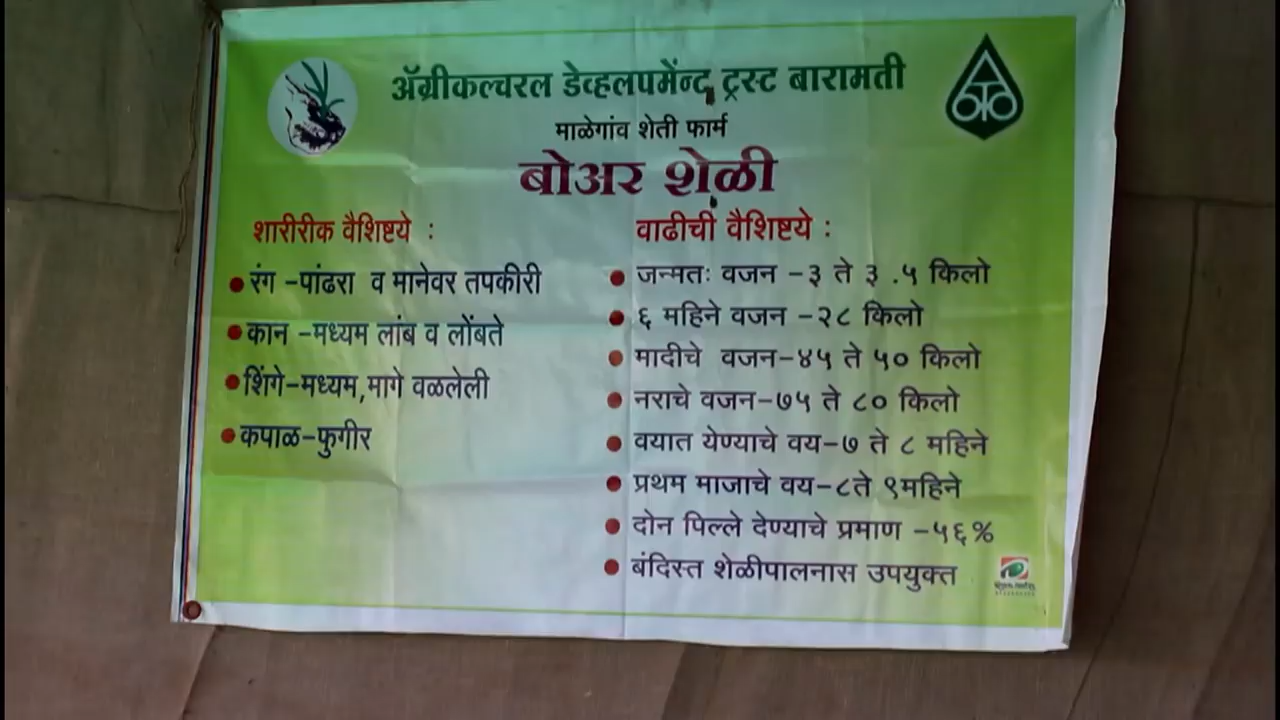 ॲग्रीकल्चरल डेव्हलपमेंन्द ट्रस्ट बारामती
माळेगांव शेती फार्म
बोअर शेळी
शारीरीक वैशिष्टये :
रंग -पांढरा व मानेवर तपकीरी
कान -मध्यम लांब व लोंबते
शिंगे-मध्यम,मागे वळलेली
कपाळ-फुगीर
वाढीची वैशिष्टये :
जन्मतः वजन -३ ते ३ .५ किलो
६ महिने वजन -२८ किलो
मादीचे वजन-४५ ते ५० किलो
नराचे वजन-७५ ते ८० किलो
वयात येण्याचे वय-७ ते ८ महिने
प्रथम माजाचे वय-८ते ९महिने
दोन पिल्ले देण्याचे प्रमाण -५६%
बंदिस्त शेळीपालनास उपयुक्त